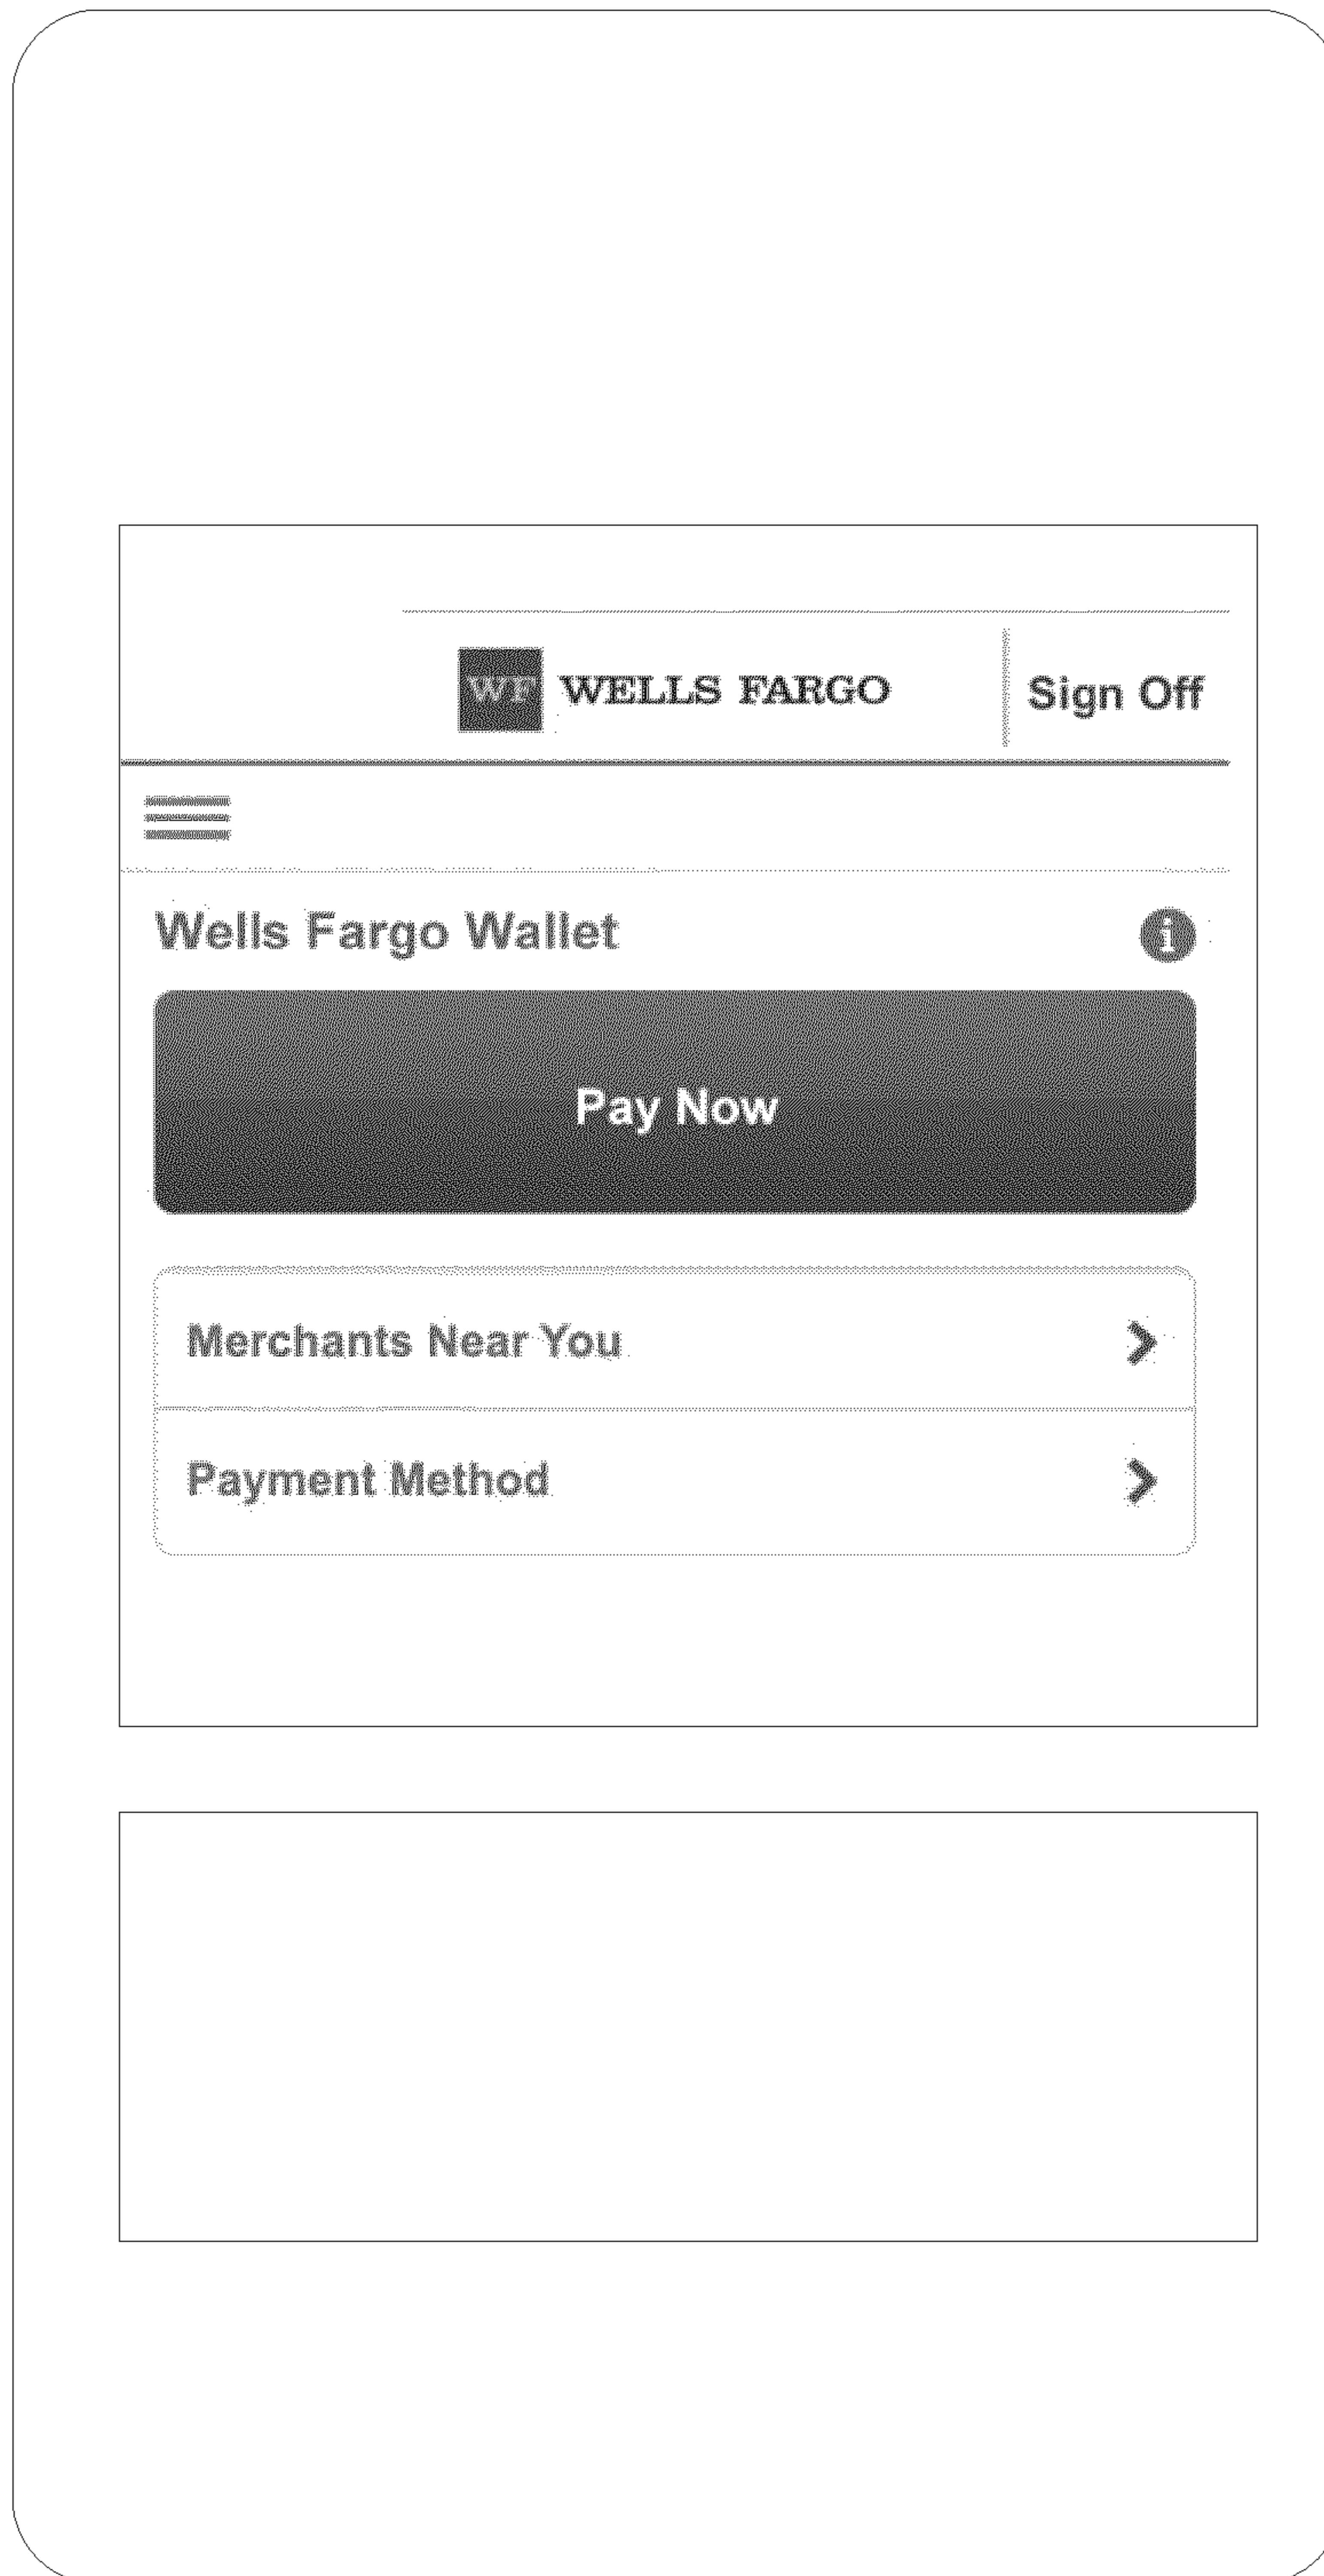 WF WELLS FARGO Sign Off
Wells Fargo Wallet i
Pay Now
Merchants Near You
Payment Method